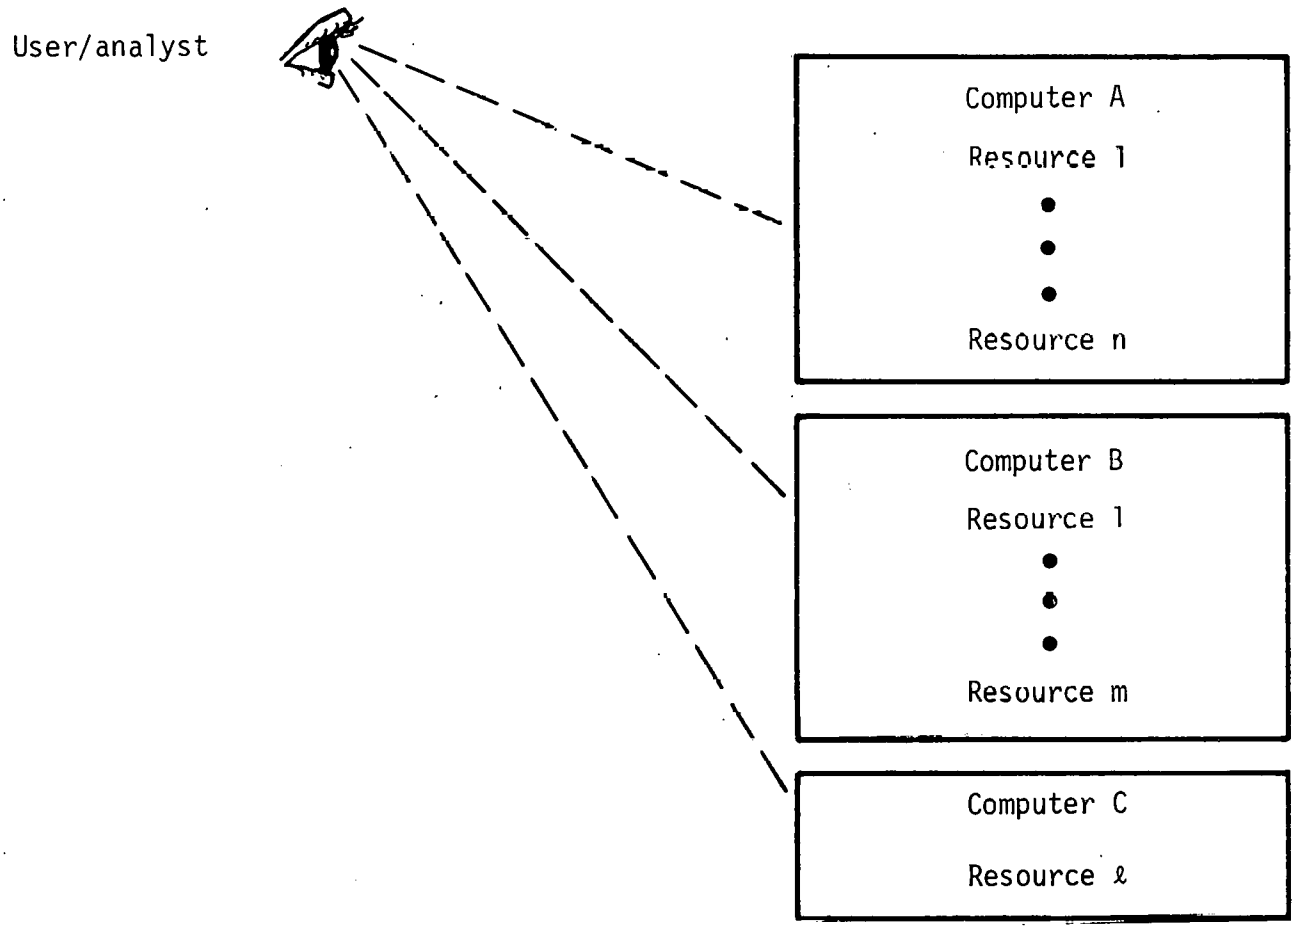 User/analyst
Computer A
Resource 1
Resource n
Computer B
Resource 1
Resource m
Computer C
Resource ℓ